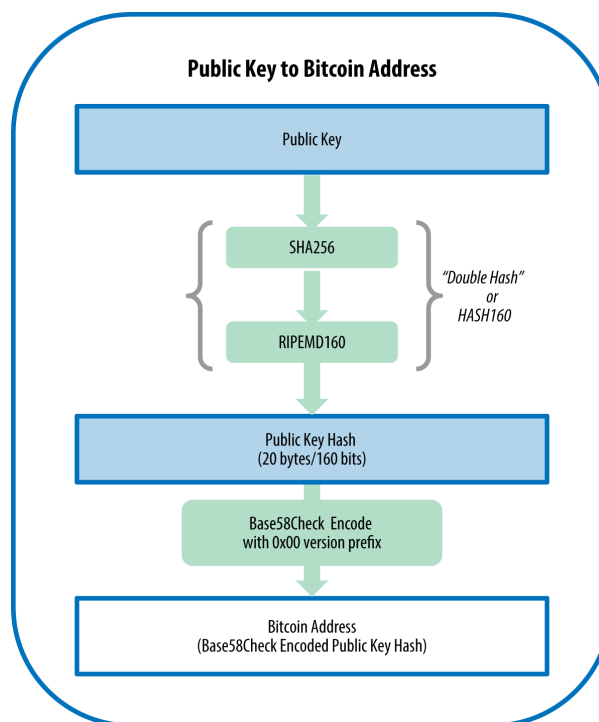 Public Key to Bitcoin Address
Public Key
SHA256
"Double Hash"
or
HASH160
RIPEMD160
Public Key Hash
(20 bytes/160 bits)
Base58Check Encode
with 0x00 version prefix
Bitcoin Address
(Base58Check Encoded Public Key Hash)